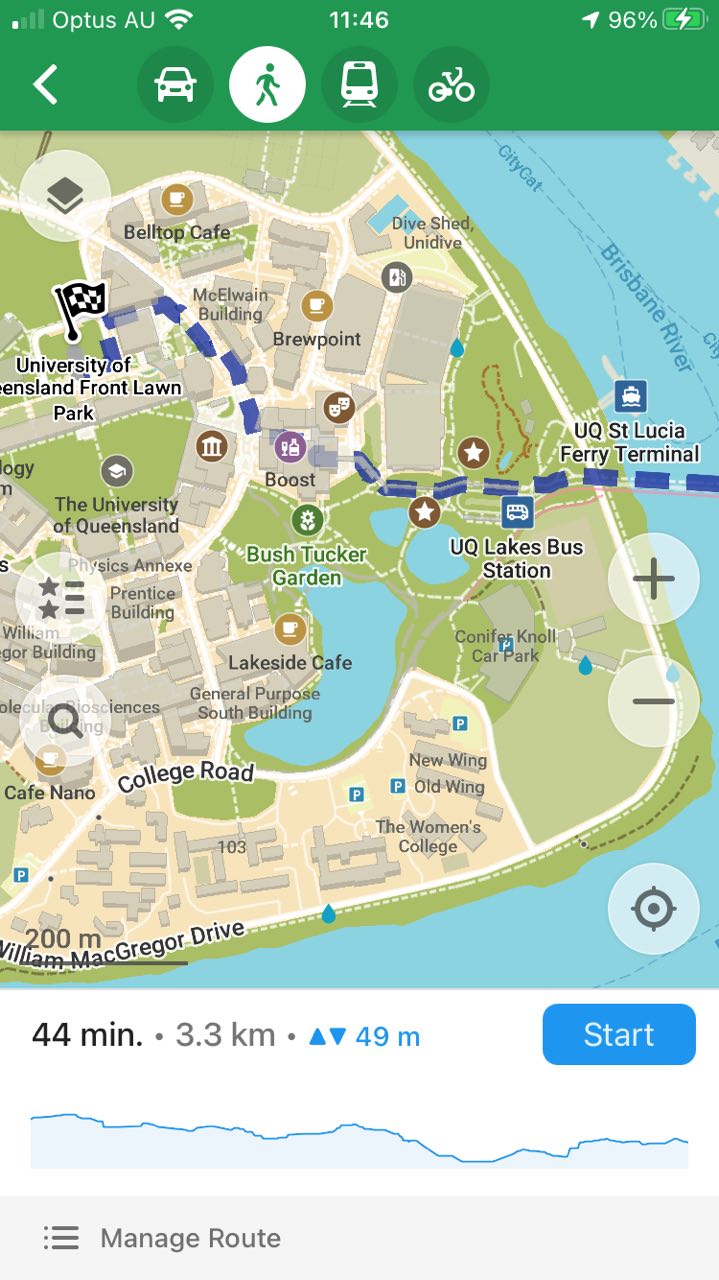 Optus AU
11:46
96%
CityCat
Dive Shed,
Unidive
Belltop Cafe
Brisbane River
McElwain
Building
Brewpoint
University of
eensland Front Lawn
Park
UQ St Lucia
Ferry Terminal
logy
m
Boost
The University
of Queensland
UQ Lakes Bus
Station
Bush Tucker
Garden
Physics Annexe
s
Prentice
Building
William
gor Building
Conifer Knoll
Car Park
P
Lakeside Cafe
General Purpose
South Building
olecular Biosciences
Building
P
New Wing
College Road
P
P
Old Wing
Cafe Nano
The Women's
College
103
P
200 m
William MacGregor Drive
44 min. • 3.3 km • ▲▼ 49 m
Start
Manage Route